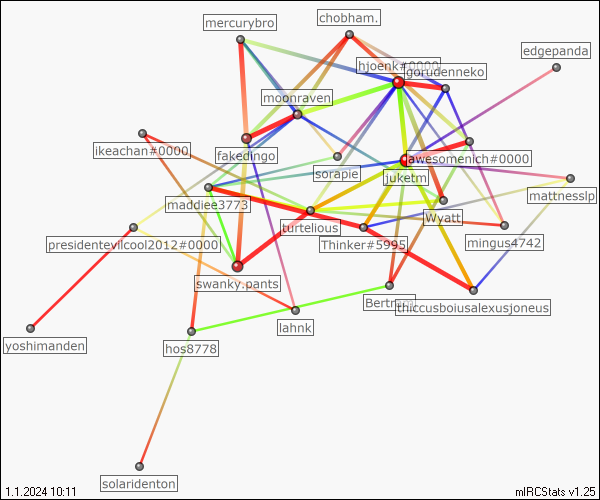 chobham.
mercurybro
edgepanda
hjoenk#0000
gorudenneko
moonraven
ikeachan#0000
fakedingo
awesomenich#0000
sorapie
juketm
mattnesslp
maddiee3773
Wyatt
turtelious
presidentevilcool2012#0000
Thinker#5995
mingus4742
swanky.pants
thiccusboiusalexusjoneus
lahnk
yoshimanden
hos8778
solaridenton
1.1.2024 10:11
mIRCStats v1.25